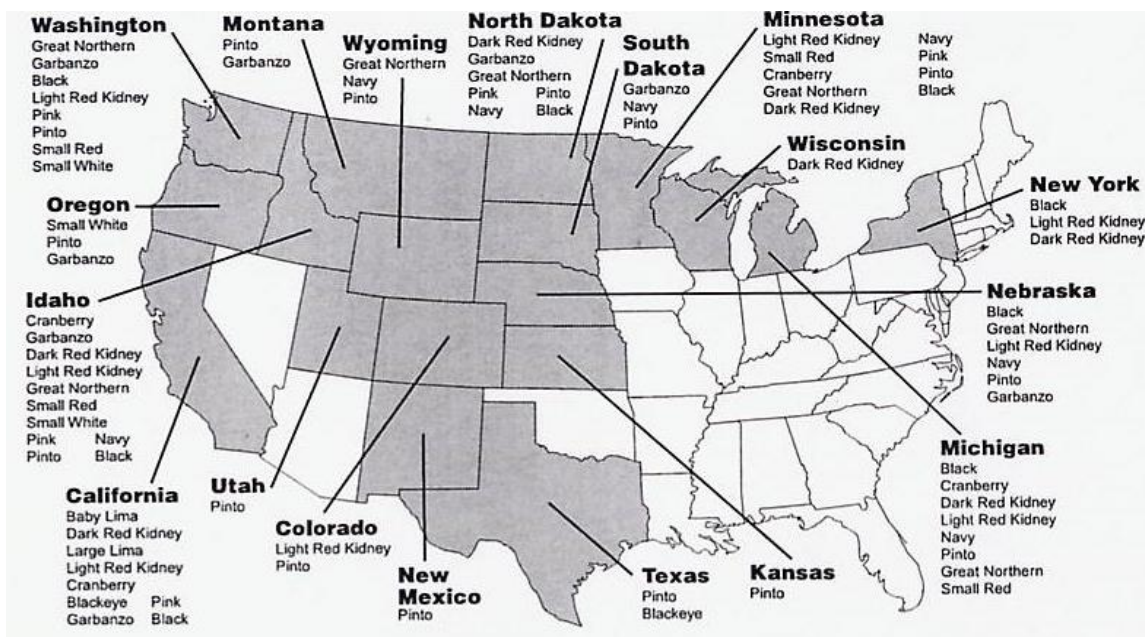 Washington
Great Northern
Garbanzo
Black
Light Red Kidney
Pink
Pinto
Small Red
Small White
Montana
Pinto
Garbanzo
Wyoming
Great Northern
Navy
Pinto
North Dakota
Dark Red Kidney
Garbanzo
Great Northern
Pink Pinto
Navy Black
South
Dakota
Garbanzo
Navy
Pinto
Minnesota
Light Red Kidney Navy
Small Red Pink
Cranberry Pinto
Great Northern Black
Dark Red Kidney
Wisconsin
Dark Red Kidney
New York
Black
Light Red Kidney
Dark Red Kidney
Oregon
Small White
Pinto
Garbanzo
Idaho
Cranberry
Garbanzo
Dark Red Kidney
Light Red Kidney
Great Northern
Small Red
Small White
Pink Navy
Pinto Black
Nebraska
Black
Great Northern
Light Red Kidney
Navy
Pinto
Garbanzo
California
Baby Lima
Dark Red Kidney
Large Lima
Light Red Kidney
Cranberry
Blackeye Pink
Garbanzo Black
Utah
Pinto
Colorado
Light Red Kidney
Pinto
New
Mexico
Pinto
Texas
Pinto
Blackeye
Kansas
Pinto
Michigan
Black
Cranberry
Dark Red Kidney
Light Red Kidney
Navy
Pinto
Great Northern
Small Red